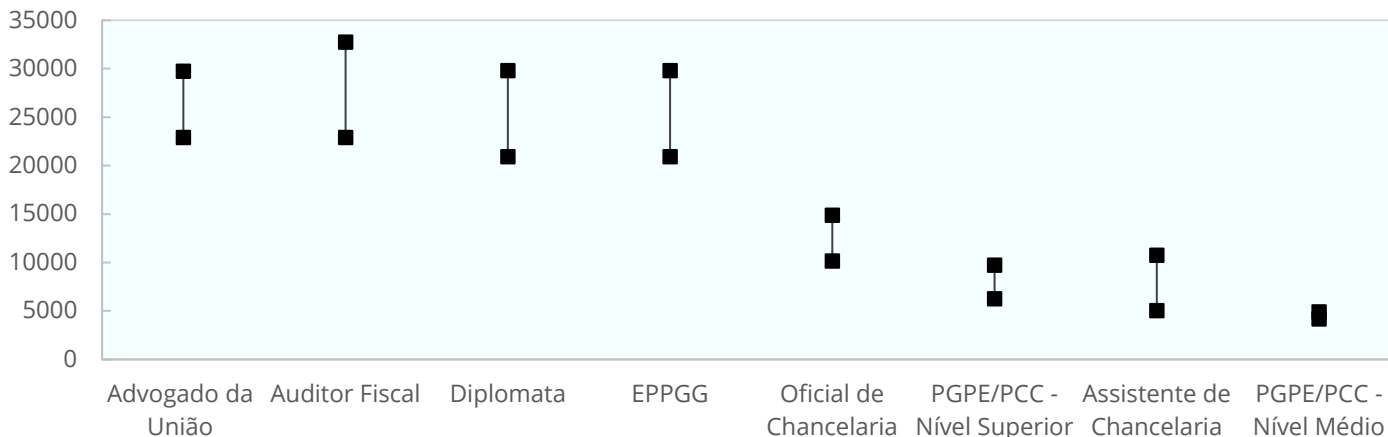 35000
30000
25000
20000
15000
10000
5000
0
Advogado da
União
Auditor Fiscal
Diplomata
EPPGG
Oficial de
Chancelaria
PGPE/PCC -
Nível Superior
Assistente de
Chancelaria
PGPE/PCC -
Nível Médio